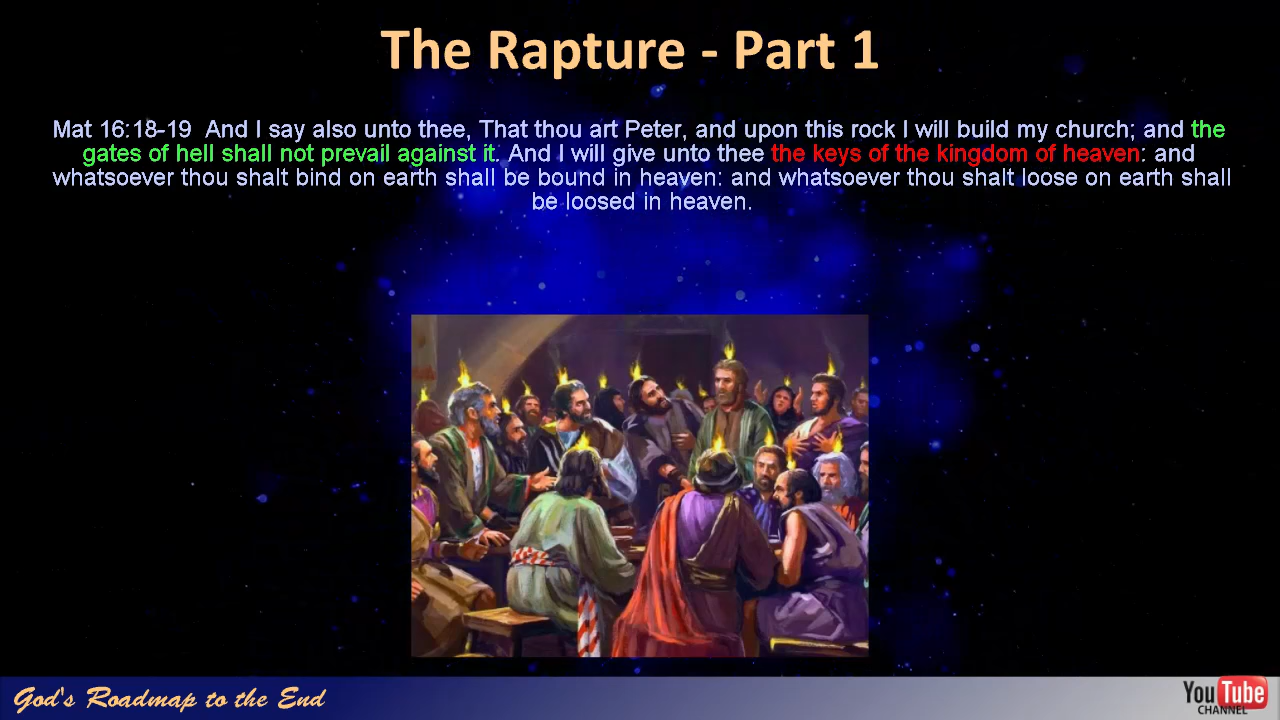 The Rapture - Part 1
Mat 16:18-19  And I say also unto thee, That thou art Peter, and upon this rock I will build my church; and the
gates of hell shall not prevail against it. And I will give unto thee the keys of the kingdom of heaven: and
whatsoever thou shalt bind on earth shall be bound in heaven: and whatsoever thou shalt loose on earth shall
be loosed in heaven.
God's Roadmap to the End
YouTube
CHANNEL